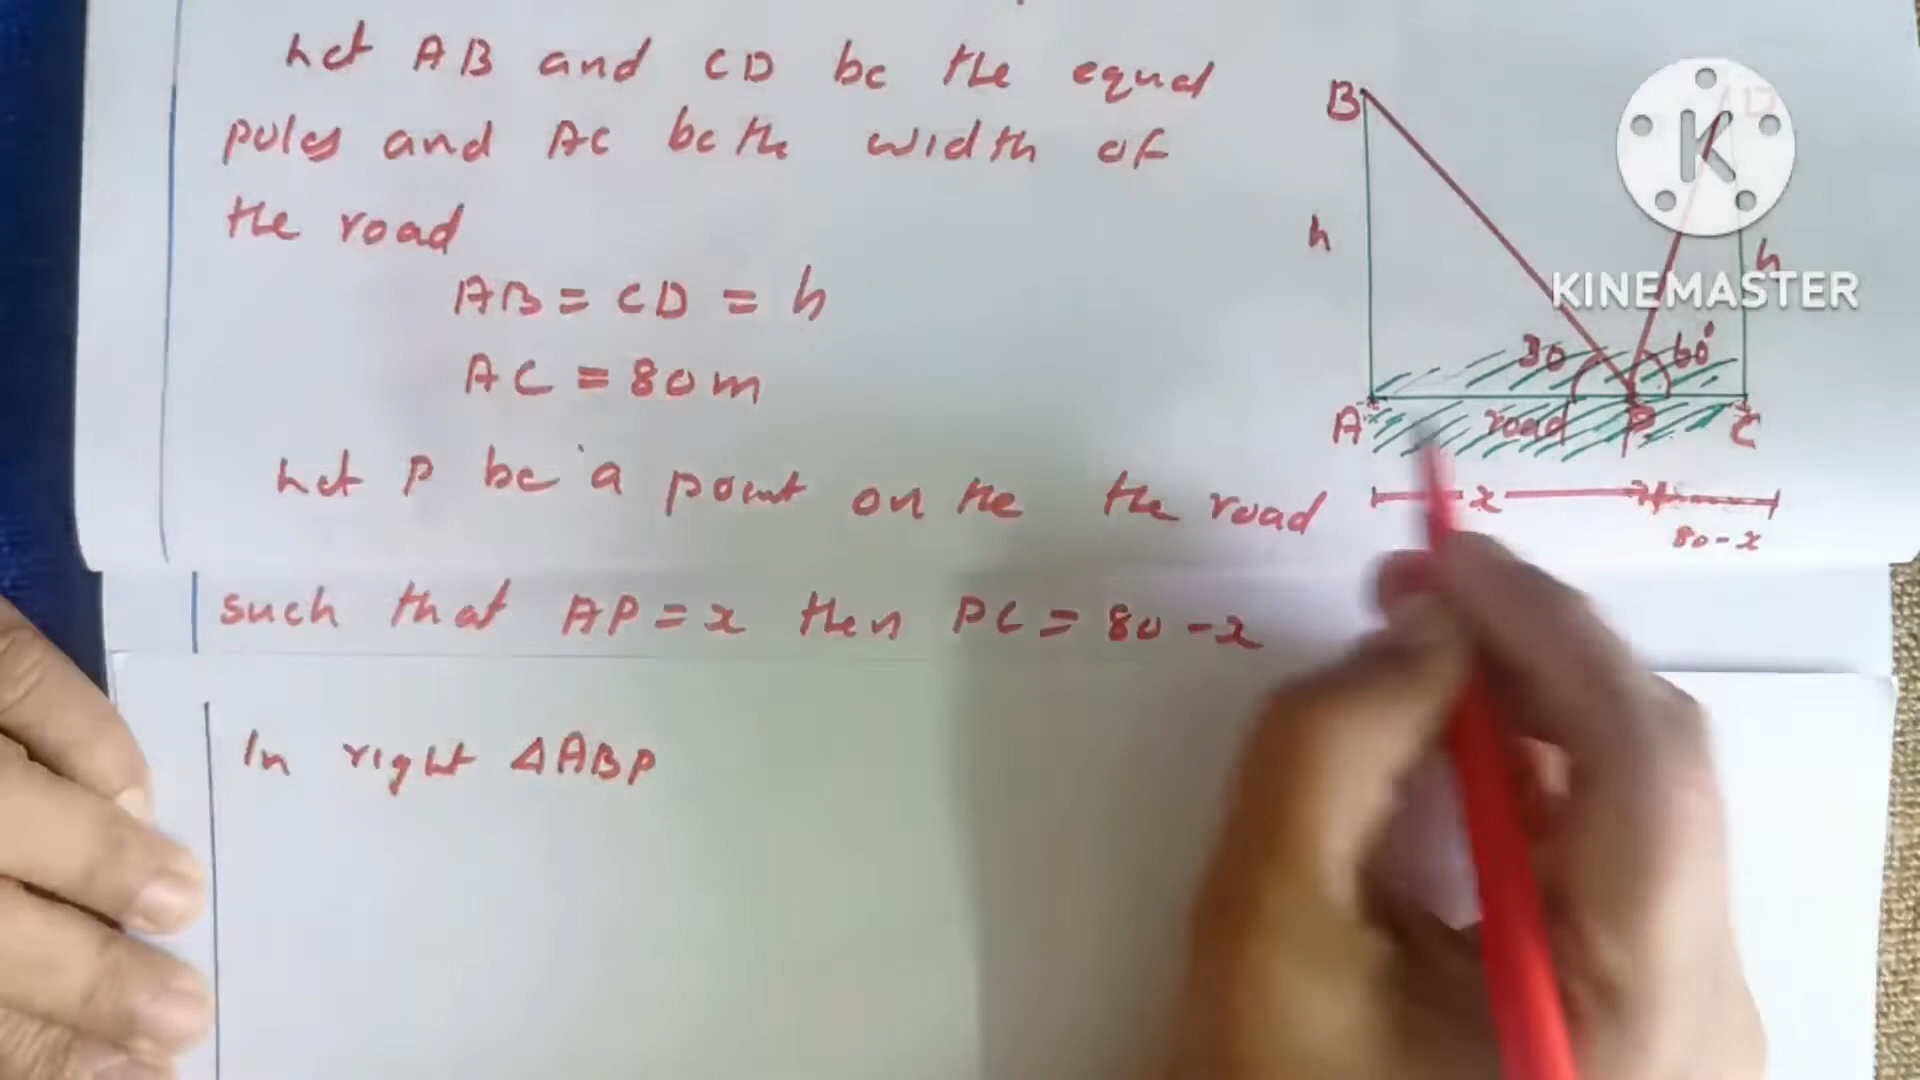 Let AB and CD be the equal
poles and AC be the width of
the road
AB = CD = h
AC = 80m
Let P be a point on the the road
such that AP = x then PC = 80 - x
In right ΔABP
B
D
K
h
h
KINEMASTER
30
60°
A
road
P
C
x
80 - x